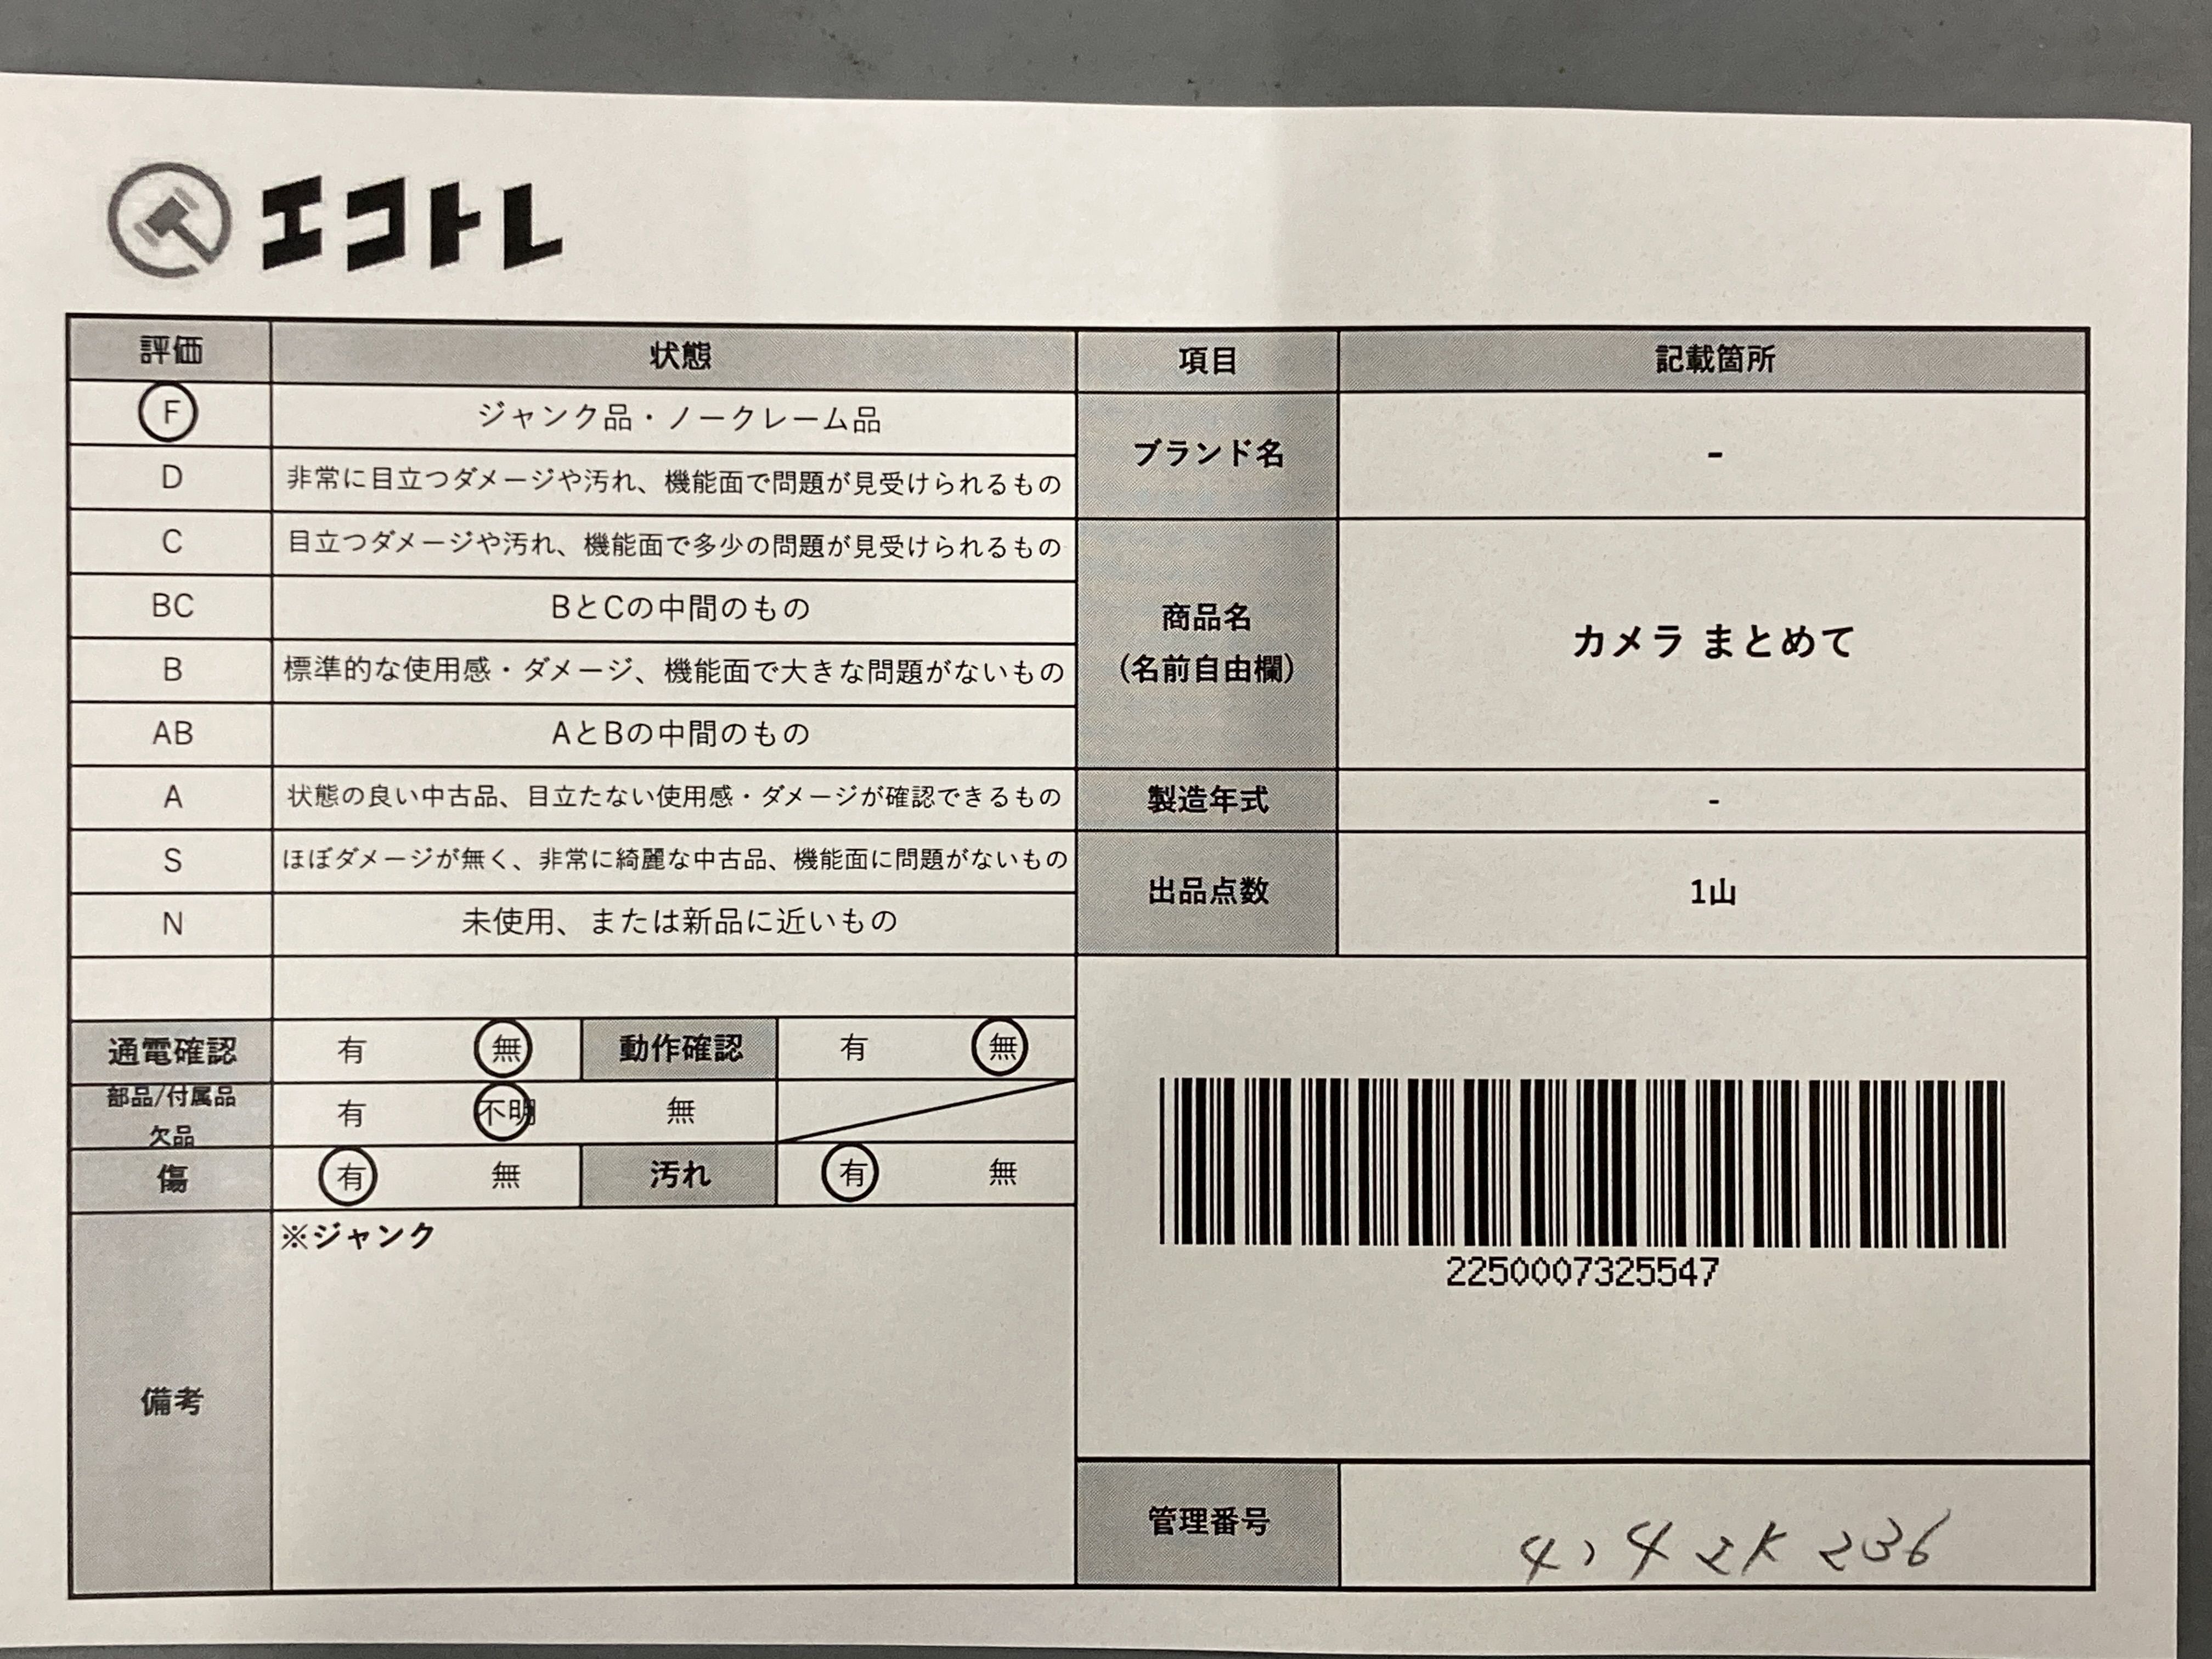 エコトレ
評価 状態 項目 記載箇所
F ジャンク品・ノークレーム品
D 非常に目立つダメージや汚れ、機能面で問題が見受けられるもの
ブランド名 -
C 目立つダメージや汚れ、機能面で多少の問題が見受けられるもの
BC BとCの中間のもの
商品名
(名前自由欄)
カメラ まとめて
B 標準的な使用感・ダメージ、機能面で大きな問題がないもの
AB AとBの中間のもの
A 状態の良い中古品、目立たない使用感・ダメージが確認できるもの
製造年式 -
S ほぼダメージが無く、非常に綺麗な中古品、機能面に問題がないもの
出品点数 1山
N 未使用、または新品に近いもの
通電確認 有 無 動作確認 有 無
部品/付属品
欠品
有 不明 無
傷 有 無 汚れ 有 無
備考
※ジャンク
2250007325547
管理番号 236